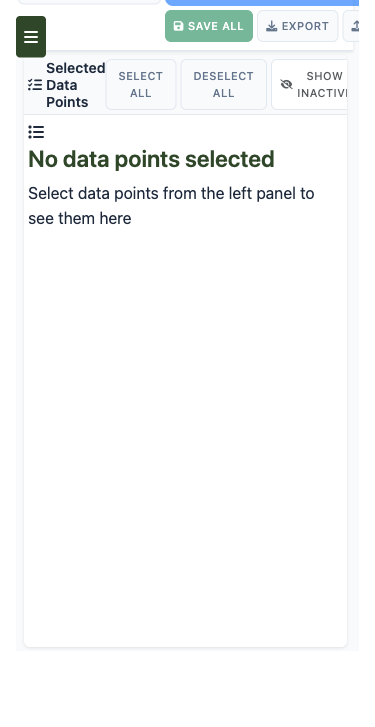 SAVE ALL
EXPORT
Selected
Data
Points
SELECT
ALL
DESELECT
ALL
SHOW
No data points selected
Select data points from the left panel to
see them here